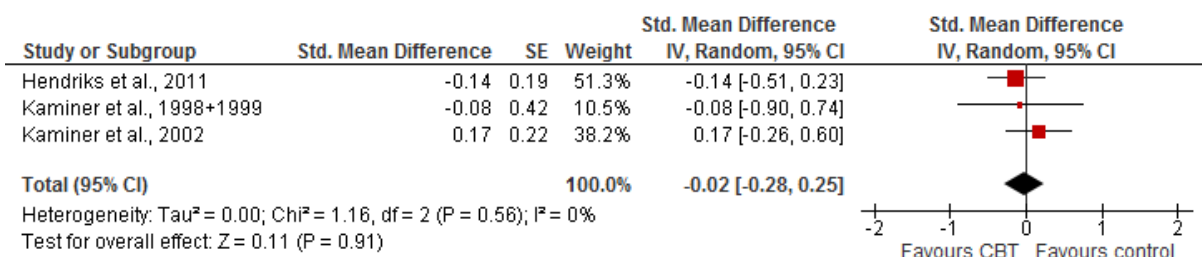 Std. Mean Difference Std. Mean Difference
Study or Subgroup Std. Mean Difference SE Weight IV, Random, 95% CI IV, Random, 95% CI
Hendriks et al., 2011 -0.14 0.19 51.3% -0.14 [-0.51, 0.23]
Kaminer et al., 1998+1999 -0.08 0.42 10.5% -0.08 [-0.90, 0.74]
Kaminer et al., 2002 0.17 0.22 38.2% 0.17 [-0.26, 0.60]
Total (95% CI) 100.0% -0.02 [-0.28, 0.25]
Heterogeneity: Tau² = 0.00; Chi² = 1.16, df = 2 (P = 0.56); I² = 0%
Test for overall effect: Z = 0.11 (P = 0.91)
-2 -1 0 1 2
Favours CBT Favours control